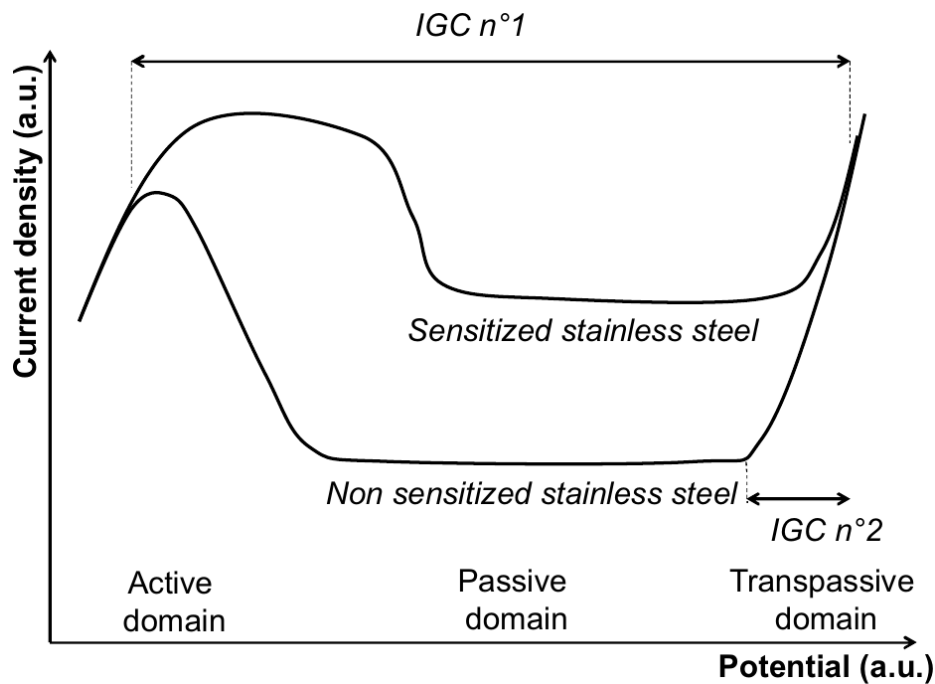 IGC n°1
Current density (a.u.)
Sensitized stainless steel
Non sensitized stainless steel
IGC n°2
Active
domain
Passive
domain
Transpassive
domain
Potential (a.u.)